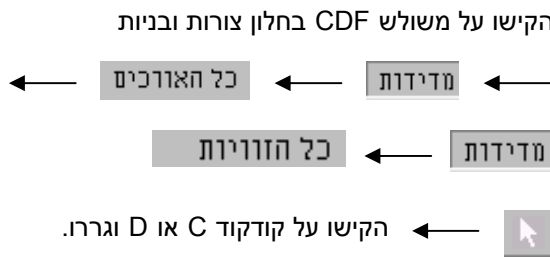 הקישו על משולש CDF בחלון צורות ובניות
מדידות כל האורכים
מדידות כל הזוויות
הקישו על קודקוד C או D וגררו.